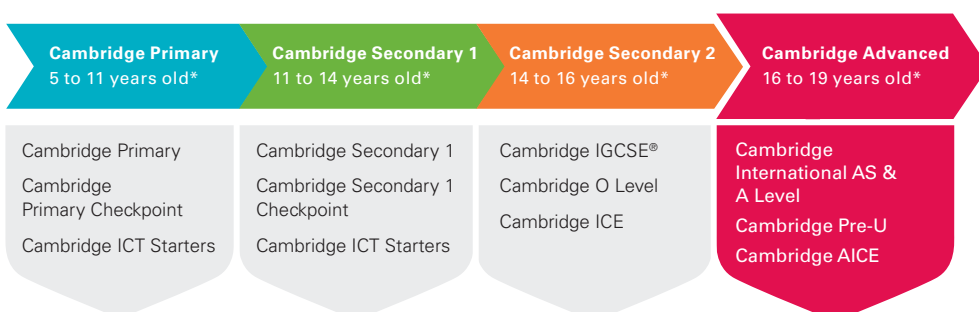 Cambridge Primary
5 to 11 years old*
Cambridge Secondary 1
11 to 14 years old*
Cambridge Secondary 2
14 to 16 years old*
Cambridge Advanced
16 to 19 years old*
Cambridge Primary
Cambridge
Primary Checkpoint
Cambridge ICT Starters
Cambridge Secondary 1
Cambridge Secondary 1
Checkpoint
Cambridge ICT Starters
Cambridge IGCSE®
Cambridge O Level
Cambridge ICE
Cambridge
International AS &
A Level
Cambridge Pre-U
Cambridge AICE